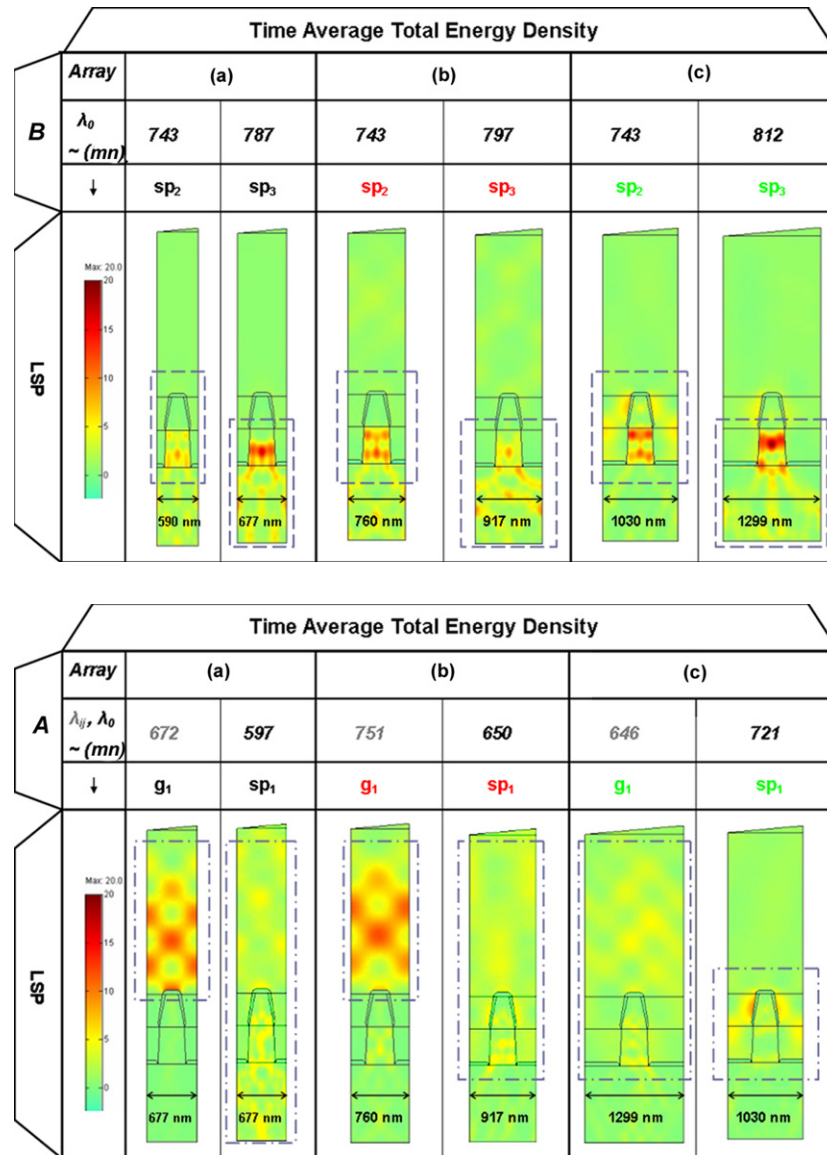 Time Average Total Energy Density
Array (a) (b) (c)
B
λ₀ ~ (mn) 743 787 743 797 743 812
↓ sp₂ sp₃ sp₂ sp₃ sp₂ sp₃
LSP
Max: 20.0
20
15
10
5
0
590 nm 677 nm 760 nm 917 nm 1030 nm 1299 nm
Time Average Total Energy Density
Array (a) (b) (c)
A
λᵢⱼ, λ₀ ~ (mn) 672 597 751 650 646 721
↓ g₁ sp₁ g₁ sp₁ g₁ sp₁
LSP
Max: 20.0
20
15
10
5
0
677 nm 677 nm 760 nm 917 nm 1299 nm 1030 nm